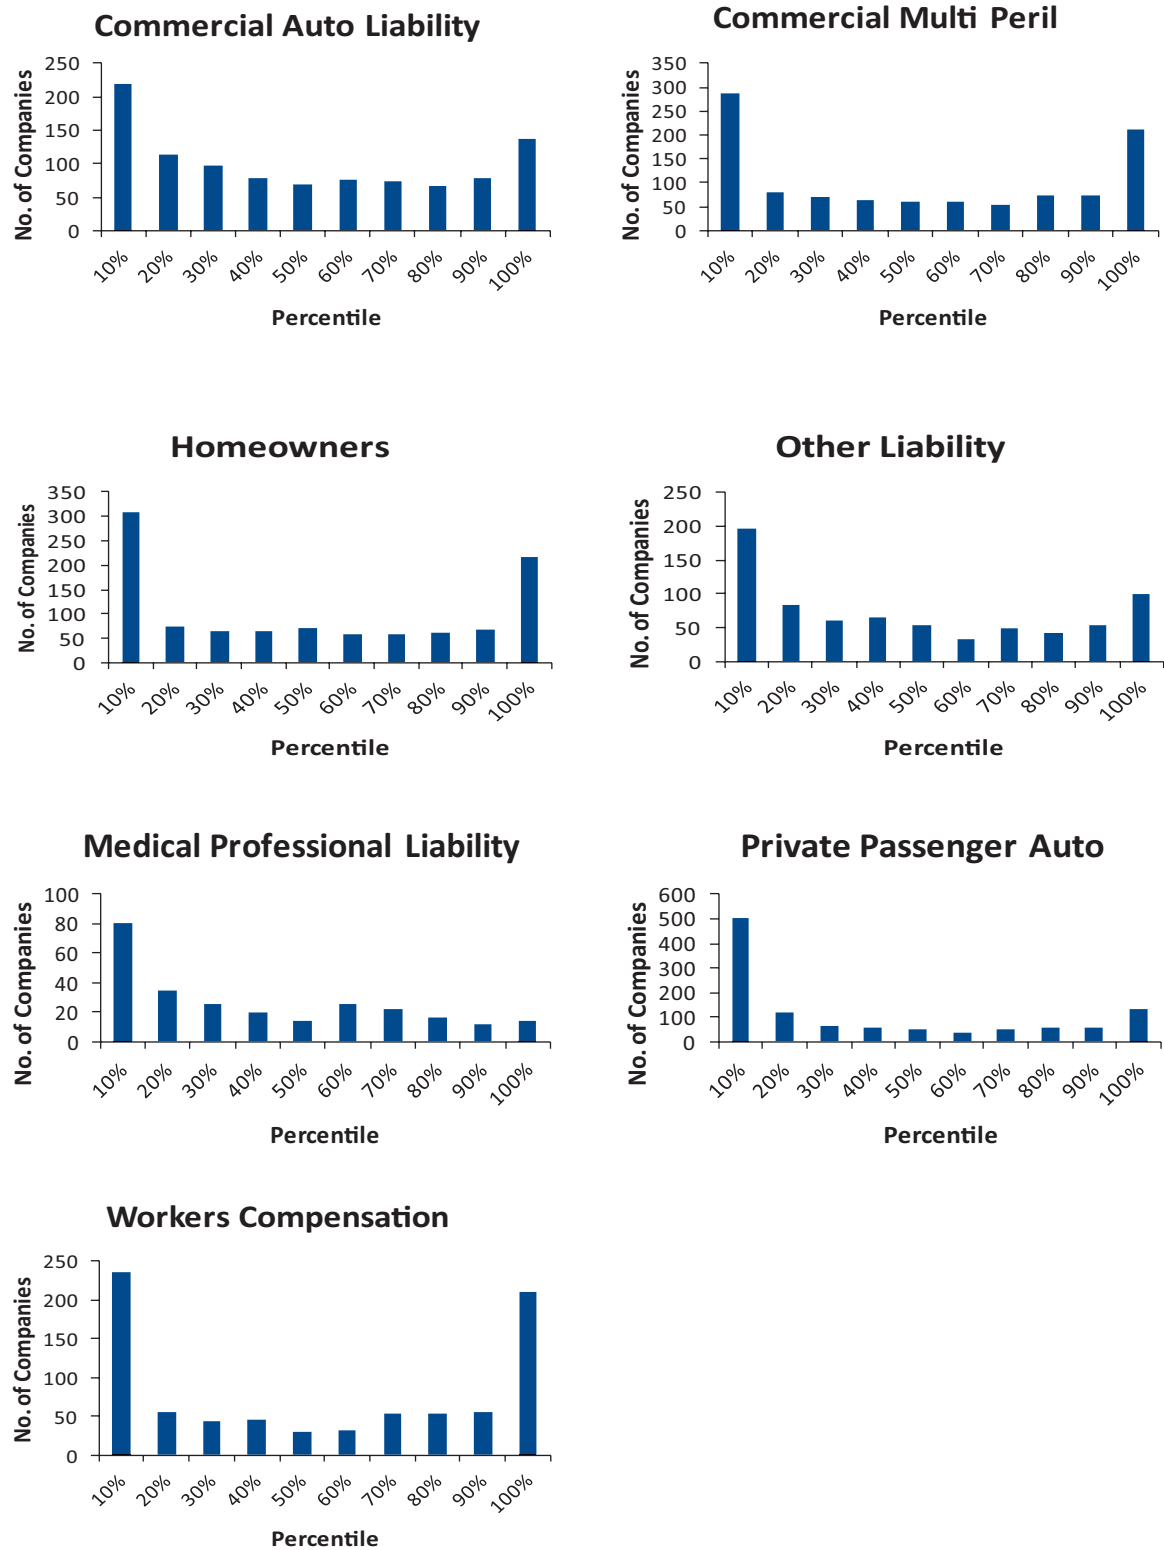 Commercial Auto Liability
No. of Companies
250
200
150
100
50
0
10% 20% 30% 40% 50% 60% 70% 80% 90% 100%
Percentile
Commercial Multi Peril
No. of Companies
350
300
250
200
150
100
50
0
10% 20% 30% 40% 50% 60% 70% 80% 90% 100%
Percentile
Homeowners
No. of Companies
350
300
250
200
150
100
50
0
10% 20% 30% 40% 50% 60% 70% 80% 90% 100%
Percentile
Other Liability
No. of Companies
250
200
150
100
50
0
10% 20% 30% 40% 50% 60% 70% 80% 90% 100%
Percentile
Medical Professional Liability
No. of Companies
100
80
60
40
20
0
10% 20% 30% 40% 50% 60% 70% 80% 90% 100%
Percentile
Private Passenger Auto
No. of Companies
600
500
400
300
200
100
0
10% 20% 30% 40% 50% 60% 70% 80% 90% 100%
Percentile
Workers Compensation
No. of Companies
250
200
150
100
50
0
10% 20% 30% 40% 50% 60% 70% 80% 90% 100%
Percentile